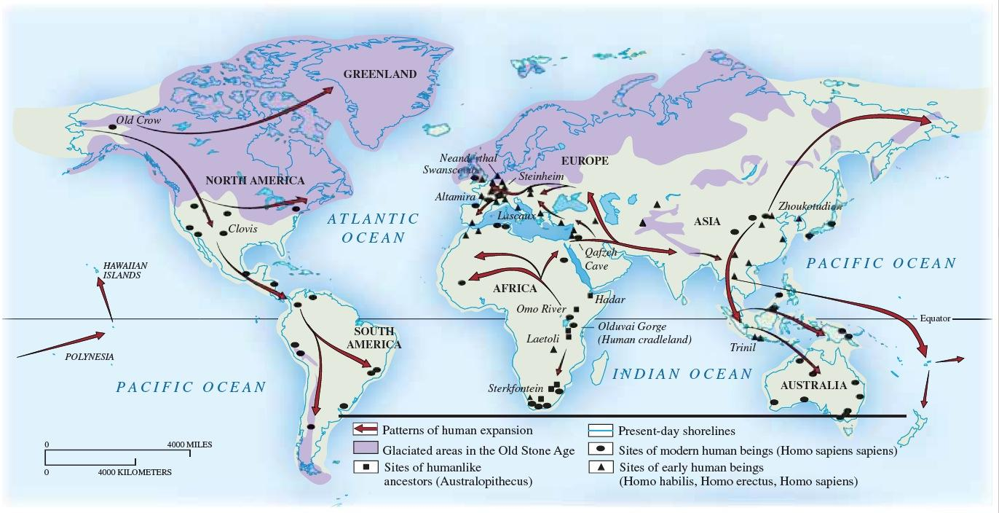 GREENLAND
Old Crow
NORTH AMERICA
Clovis
ATLANTIC
OCEAN
HAWAIIAN
ISLANDS
POLYNESIA
PACIFIC OCEAN
SOUTH
AMERICA
Neanderthal
Swanscombe
Steinheim
EUROPE
Altamira
Lascaux
ASIA
Zhoukoudian
Qafzeh
Cave
PACIFIC OCEAN
AFRICA
Hadar
Omo River
Olduvai Gorge
(Human cradleland)
Laetoli
Equator
Trinil
INDIAN OCEAN
Sterkfontein
AUSTRALIA
0
4000 MILES
0
4000 KILOMETERS
Patterns of human expansion
Glaciated areas in the Old Stone Age
Sites of humanlike
ancestors (Australopithecus)
Present-day shorelines
Sites of modern human beings (Homo sapiens sapiens)
Sites of early human beings
(Homo habilis, Homo erectus, Homo sapiens)